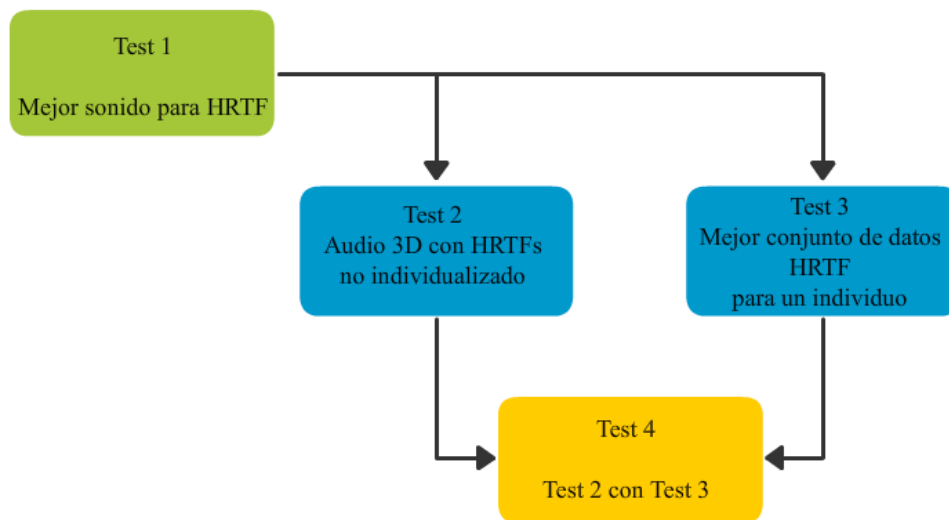 Test 1
Mejor sonido para HRTF
Test 2
Audio 3D con HRTFs
no individualizado
Test 3
Mejor conjunto de datos
HRTF
para un individuo
Test 4
Test 2 con Test 3